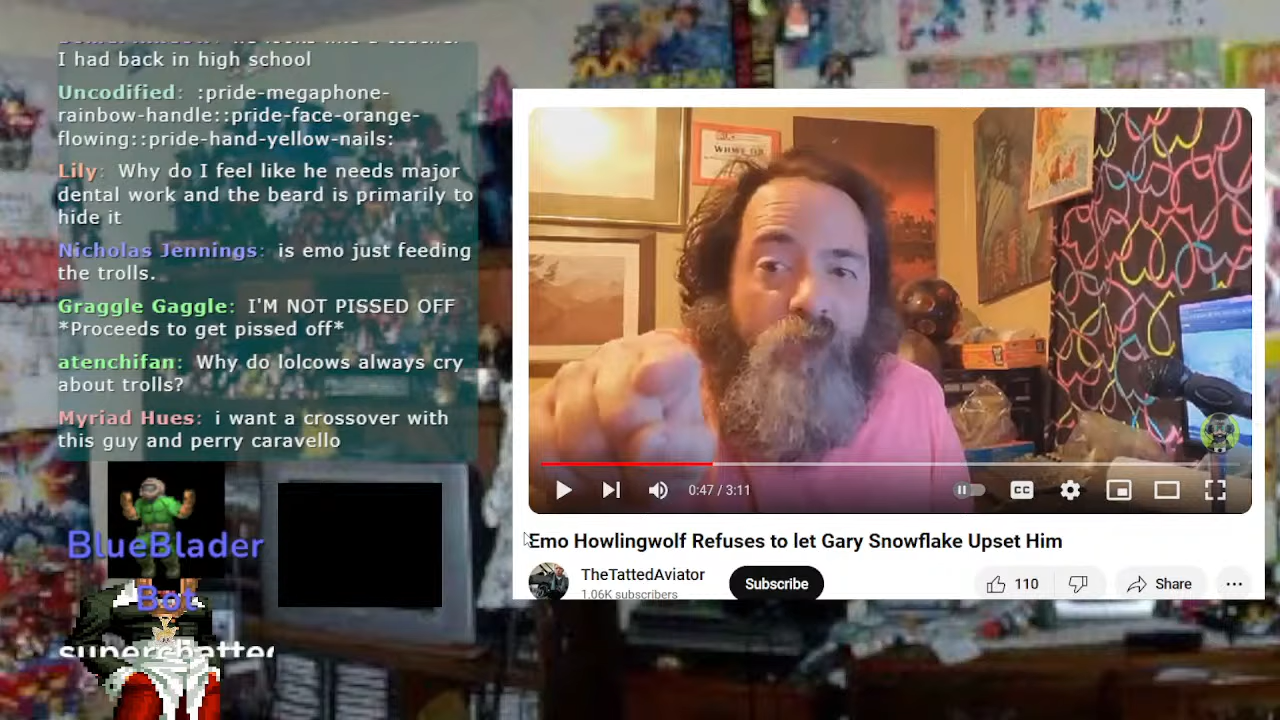 I had back in high school
Uncodified: :pride-megaphone-
rainbow-handle::pride-face-orange-
flowing::pride-hand-yellow-nails:
Lily: Why do I feel like he needs major
dental work and the beard is primarily to
hide it
Nicholas Jennings: is emo just feeding
the trolls.
Graggle Gaggle: I'M NOT PISSED OFF
*Proceeds to get pissed off*
atenchifan: Why do lolcows always cry
about trolls?
Myriad Hues: i want a crossover with
this guy and perry caravello
BlueBlader
Bot
superchatter
0:47 / 3:11
CC
Emo Howlingwolf Refuses to let Gary Snowflake Upset Him
TheTattedAviator
1.06K subscribers
Subscribe
110
Share